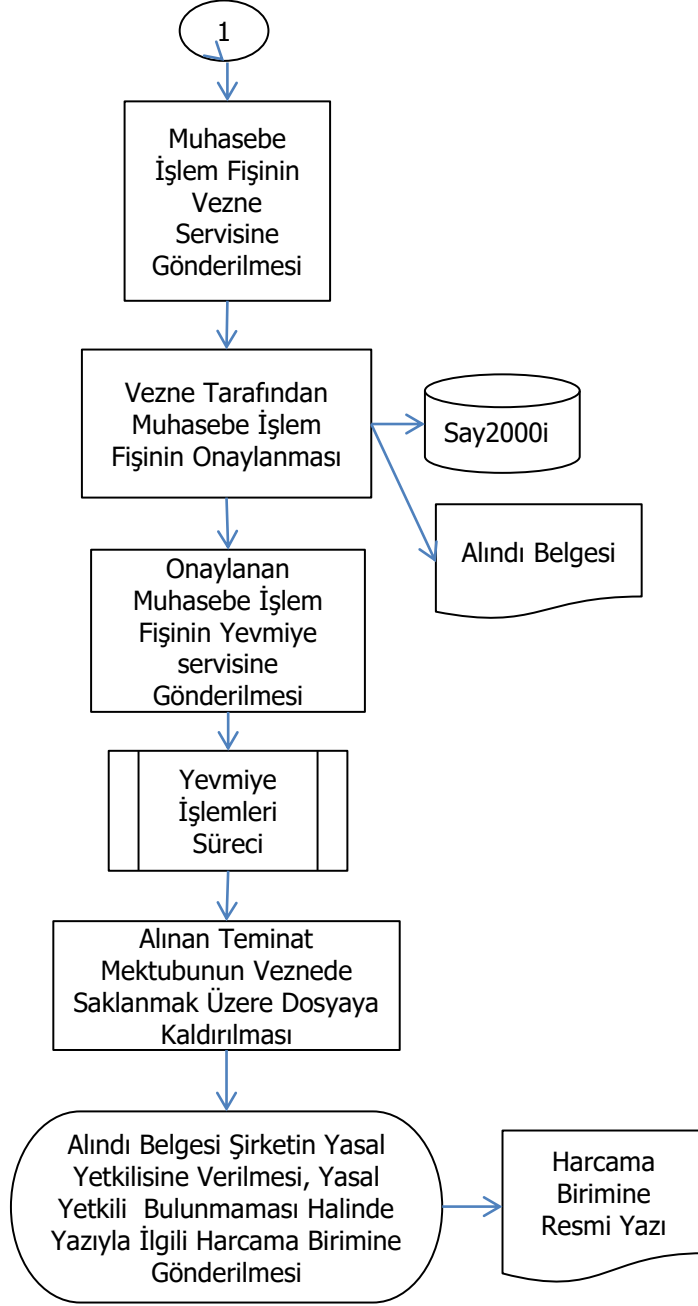 1
Muhasebe
İşlem Fişinin
Vezne
Servisine
Gönderilmesi
Vezne Tarafından
Muhasebe İşlem
Fişinin Onaylanması
Say2000i
Alındı Belgesi
Onaylanan
Muhasebe İşlem
Fişinin Yevmiye
servisine
Gönderilmesi
Yevmiye
İşlemleri
Süreci
Alınan Teminat
Mektubunun Veznede
Saklanmak Üzere Dosyaya
Kaldırılması
Alındı Belgesi Şirketin Yasal
Yetkilisine Verilmesi, Yasal
Yetkili  Bulunmaması Halinde
Yazıyla İlgili Harcama Birimine
Gönderilmesi
Harcama
Birimine
Resmi Yazı